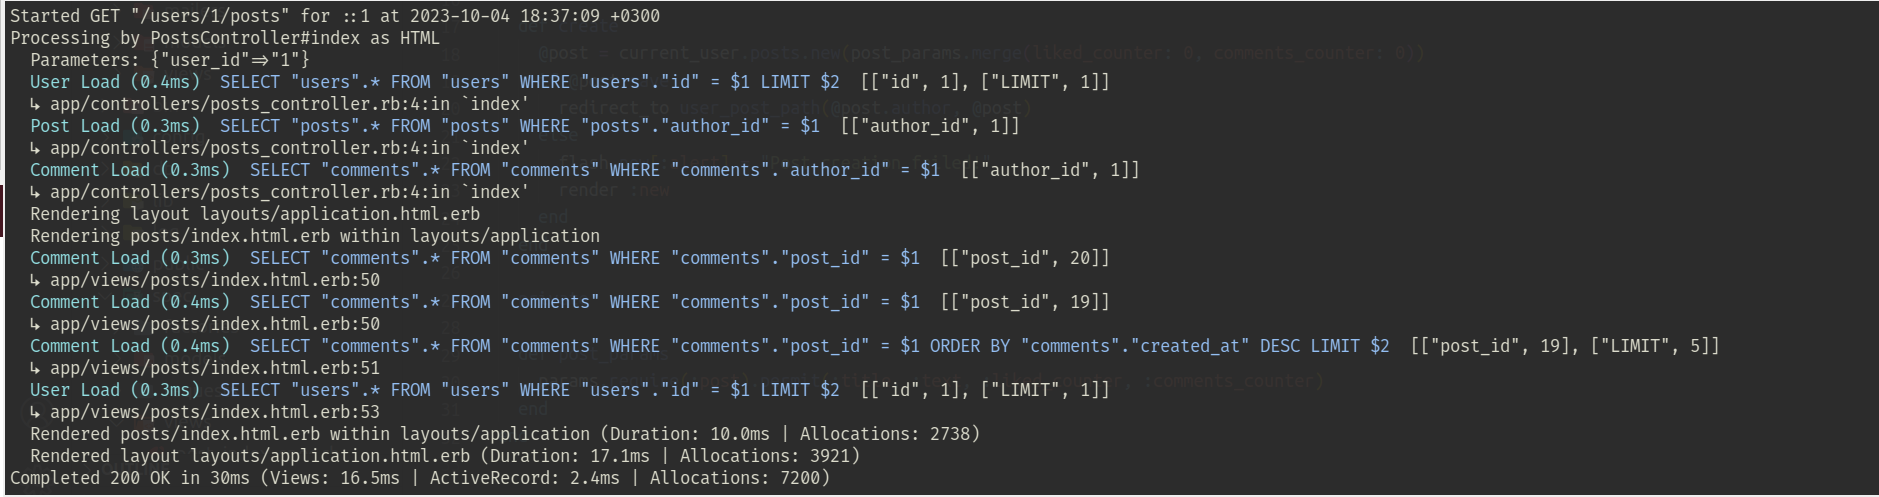 Started GET "/users/1/posts" for ::1 at 2023-10-04 18:37:09 +0300
Processing by PostsController#index as HTML
  Parameters: {"user_id"=>"1"}
  User Load (0.4ms)  SELECT "users".* FROM "users" WHERE "users"."id" = $1 LIMIT $2  [["id", 1], ["LIMIT", 1]]
  ↳ app/controllers/posts_controller.rb:4:in `index'
  Post Load (0.3ms)  SELECT "posts".* FROM "posts" WHERE "posts"."author_id" = $1  [["author_id", 1]]
  ↳ app/controllers/posts_controller.rb:4:in `index'
  Comment Load (0.3ms)  SELECT "comments".* FROM "comments" WHERE "comments"."author_id" = $1  [["author_id", 1]]
  ↳ app/controllers/posts_controller.rb:4:in `index'
  Rendering layout layouts/application.html.erb
  Rendering posts/index.html.erb within layouts/application
  Comment Load (0.3ms)  SELECT "comments".* FROM "comments" WHERE "comments"."post_id" = $1  [["post_id", 20]]
  ↳ app/views/posts/index.html.erb:50
  Comment Load (0.4ms)  SELECT "comments".* FROM "comments" WHERE "comments"."post_id" = $1  [["post_id", 19]]
  ↳ app/views/posts/index.html.erb:50
  Comment Load (0.4ms)  SELECT "comments".* FROM "comments" WHERE "comments"."post_id" = $1 ORDER BY "comments"."created_at" DESC LIMIT $2  [["post_id", 19], ["LIMIT", 5]]
  ↳ app/views/posts/index.html.erb:51
  User Load (0.3ms)  SELECT "users".* FROM "users" WHERE "users"."id" = $1 LIMIT $2  [["id", 1], ["LIMIT", 1]]
  ↳ app/views/posts/index.html.erb:53
  Rendered posts/index.html.erb within layouts/application (Duration: 10.0ms | Allocations: 2738)
  Rendered layout layouts/application.html.erb (Duration: 17.1ms | Allocations: 3921)
Completed 200 OK in 30ms (Views: 16.5ms | ActiveRecord: 2.4ms | Allocations: 7200)